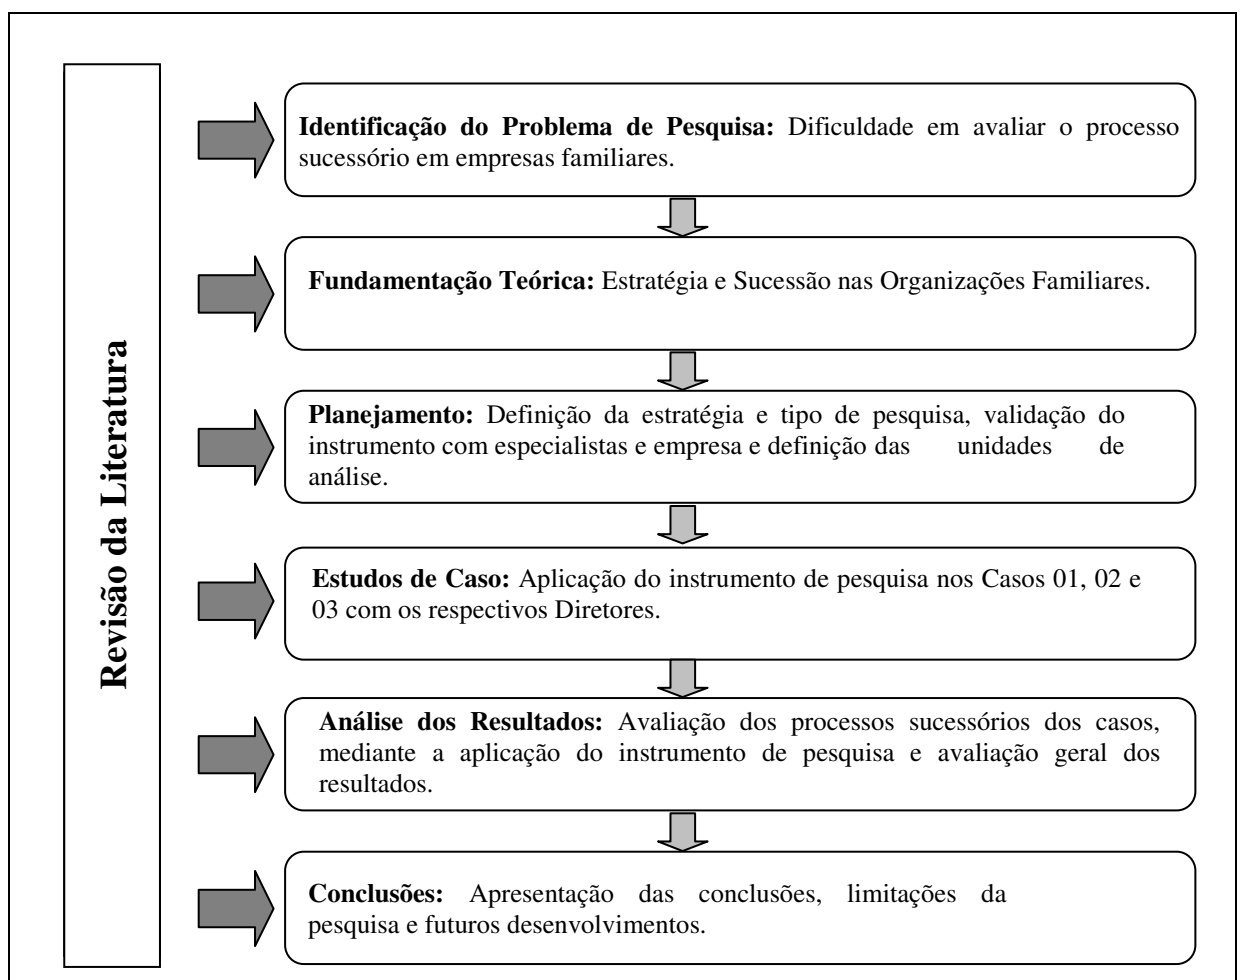 Revisão da Literatura
Identificação do Problema de Pesquisa: Dificuldade em avaliar o processo
sucessório em empresas familiares.
Fundamentação Teórica: Estratégia e Sucessão nas Organizações Familiares.
Planejamento: Definição da estratégia e tipo de pesquisa, validação do
instrumento com especialistas e empresa e definição das unidades de
análise.
Estudos de Caso: Aplicação do instrumento de pesquisa nos Casos 01, 02 e
03 com os respectivos Diretores.
Análise dos Resultados: Avaliação dos processos sucessórios dos casos,
mediante a aplicação do instrumento de pesquisa e avaliação geral dos
resultados.
Conclusões: Apresentação das conclusões, limitações da
pesquisa e futuros desenvolvimentos.